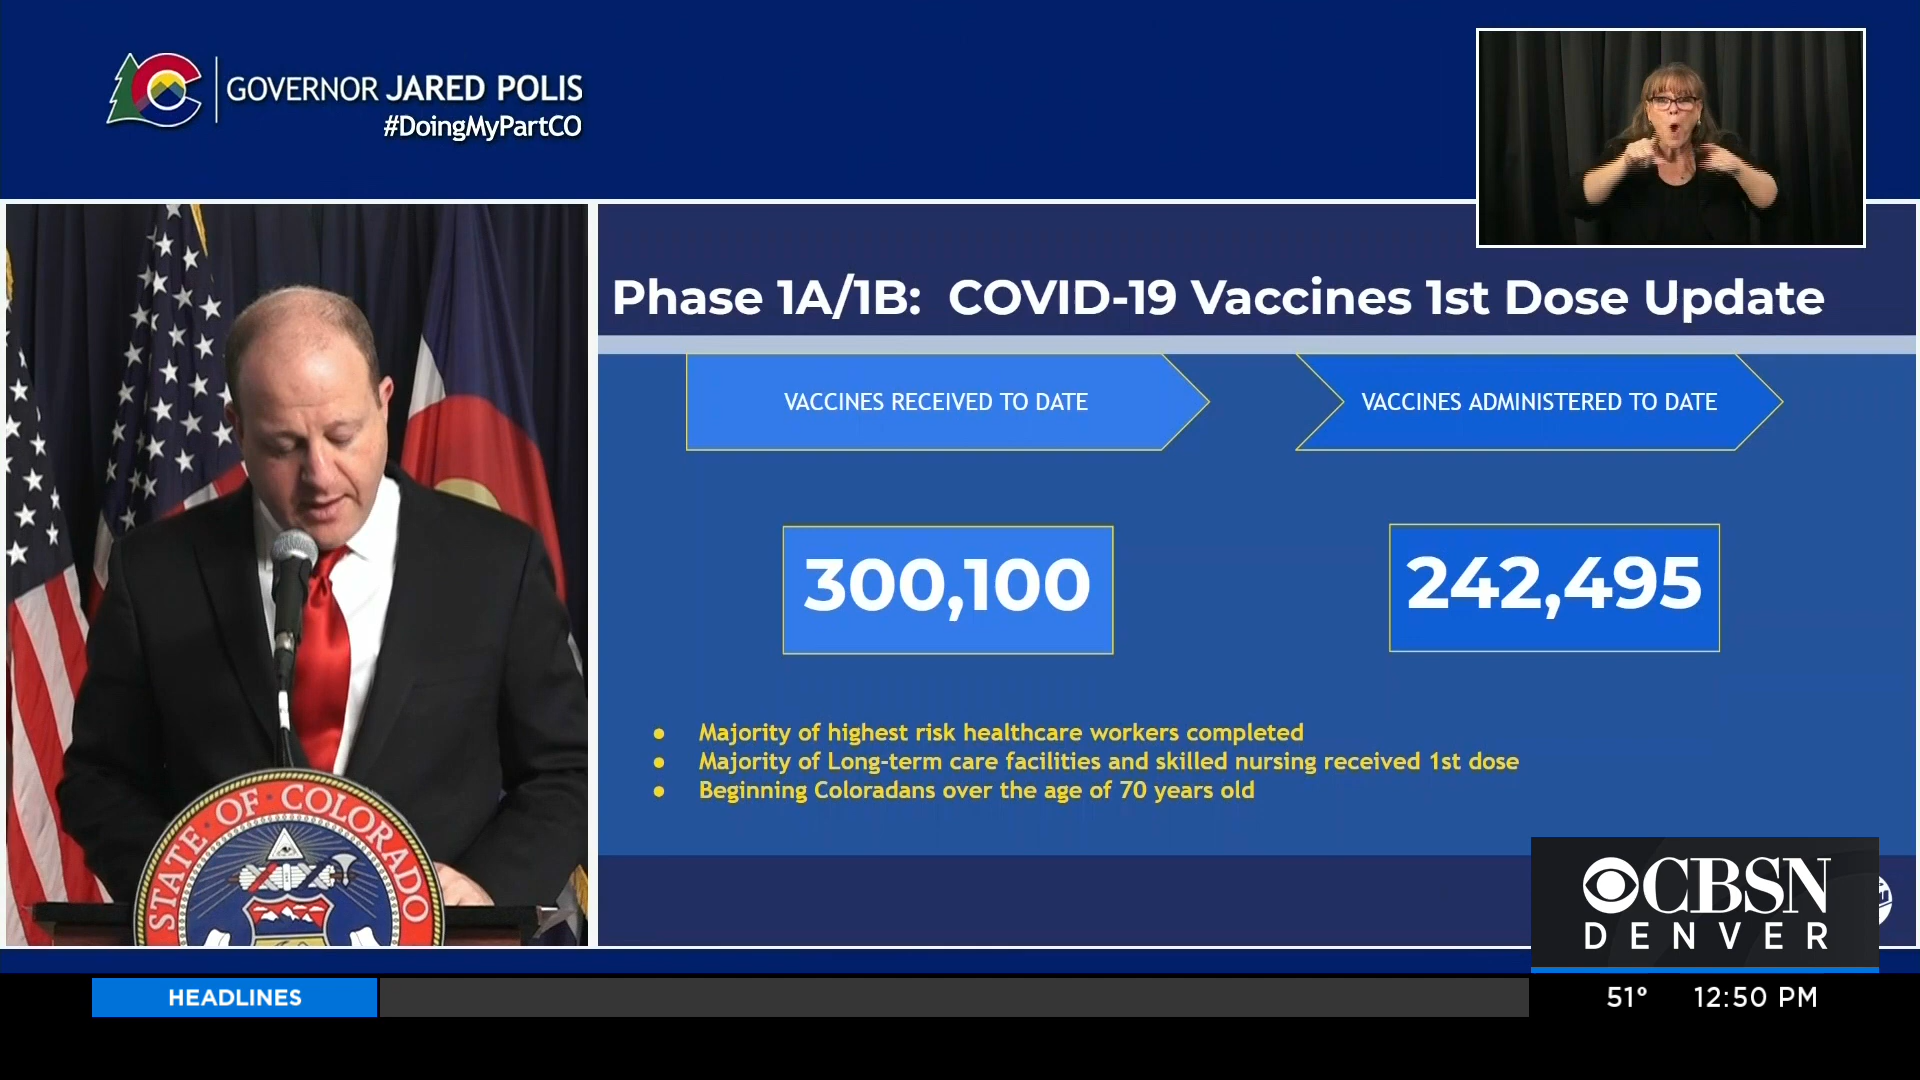 GOVERNOR JARED POLIS
#DoingMyPartCO
Phase 1A/1B: COVID-19 Vaccines 1st Dose Update
VACCINES RECEIVED TO DATE
VACCINES ADMINISTERED TO DATE
300,100
242,495
● Majority of highest risk healthcare workers completed
● Majority of Long-term care facilities and skilled nursing received 1st dose
● Beginning Coloradans over the age of 70 years old
STATE OF COLORADO
CBSN
DENVER
HEADLINES
51° 12:50 PM